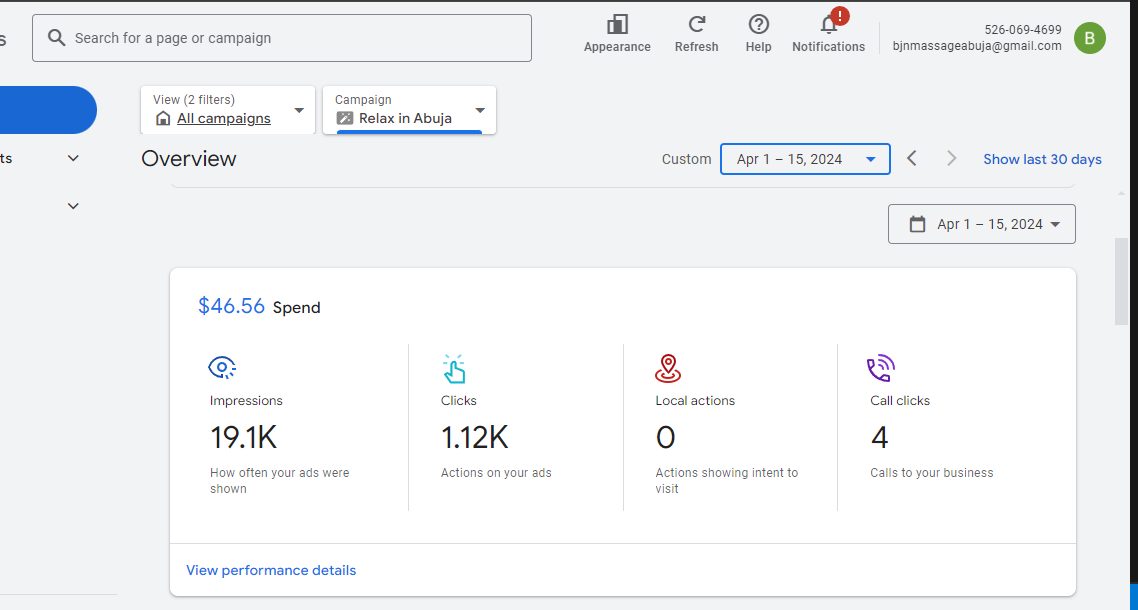 s
Search for a page or campaign
Appearance
Refresh
Help
!
Notifications
526-069-4699
bjnmassageabuja@gmail.com
B
View (2 filters)
All campaigns
Campaign
Relax in Abuja
ts
Overview
Custom
Apr 1 – 15, 2024
Show last 30 days
Apr 1 – 15, 2024
$46.56 Spend
Impressions
19.1K
How often your ads were
shown
Clicks
1.12K
Actions on your ads
Local actions
0
Actions showing intent to
visit
Call clicks
4
Calls to your business
View performance details